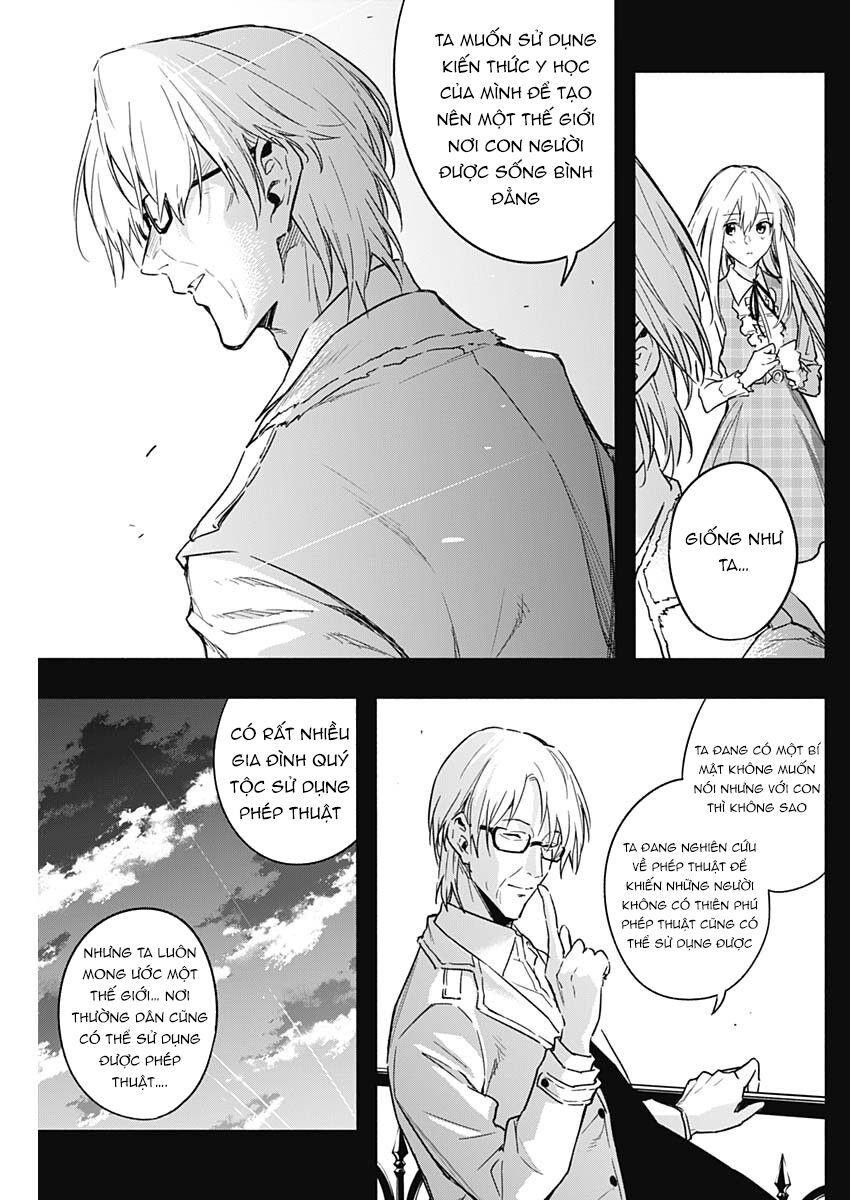 GIỐNG NHƯ
TA...
TA MUỐN SỬ DỤNG
KIẾN THỨC Y HỌC
CỦA MÌNH ĐỂ TẠO
NÊN MỘT THẾ GIỚI
NƠI CON NGƯỜI
ĐƯỢC SỐNG BÌNH
ĐẲNG
TA ĐANG CÓ MỘT BÍ
MẬT KHÔNG MUỐN
NÓI NHƯNG VỚI CON
THÌ KHÔNG SAO
TA ĐANG NGHIÊN CỨU
VỀ PHÉP THUẬT ĐỂ
KHIẾN NHỮNG NGƯỜI
KHÔNG CÓ THIÊN PHÚ
PHÉP THUẬT CŨNG CÓ
THỂ SỬ DỤNG ĐƯỢC
CÓ RẤT NHIỀU
GIA ĐÌNH QUÝ
TỘC SỬ DỤNG
PHÉP THUẬT
NHƯNG TA LUÔN
MONG ƯỚC MỘT
THẾ GIỚI... NƠI
THƯỜNG DÂN CŨNG
CÓ THỂ SỬ DỤNG
ĐƯỢC PHÉP
THUẬT....